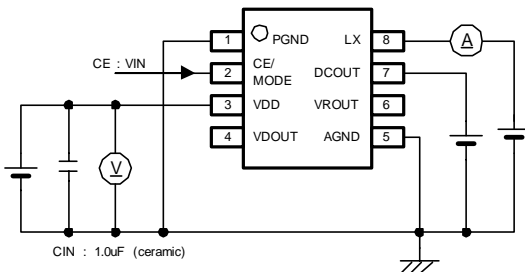 1 PGND LX 8 A
CE : VIN 2 CE/ MODE DCOUT 7
3 VDD VROUT 6
4 VDOUT AGND 5
V
CIN : 1.0uF (ceramic)